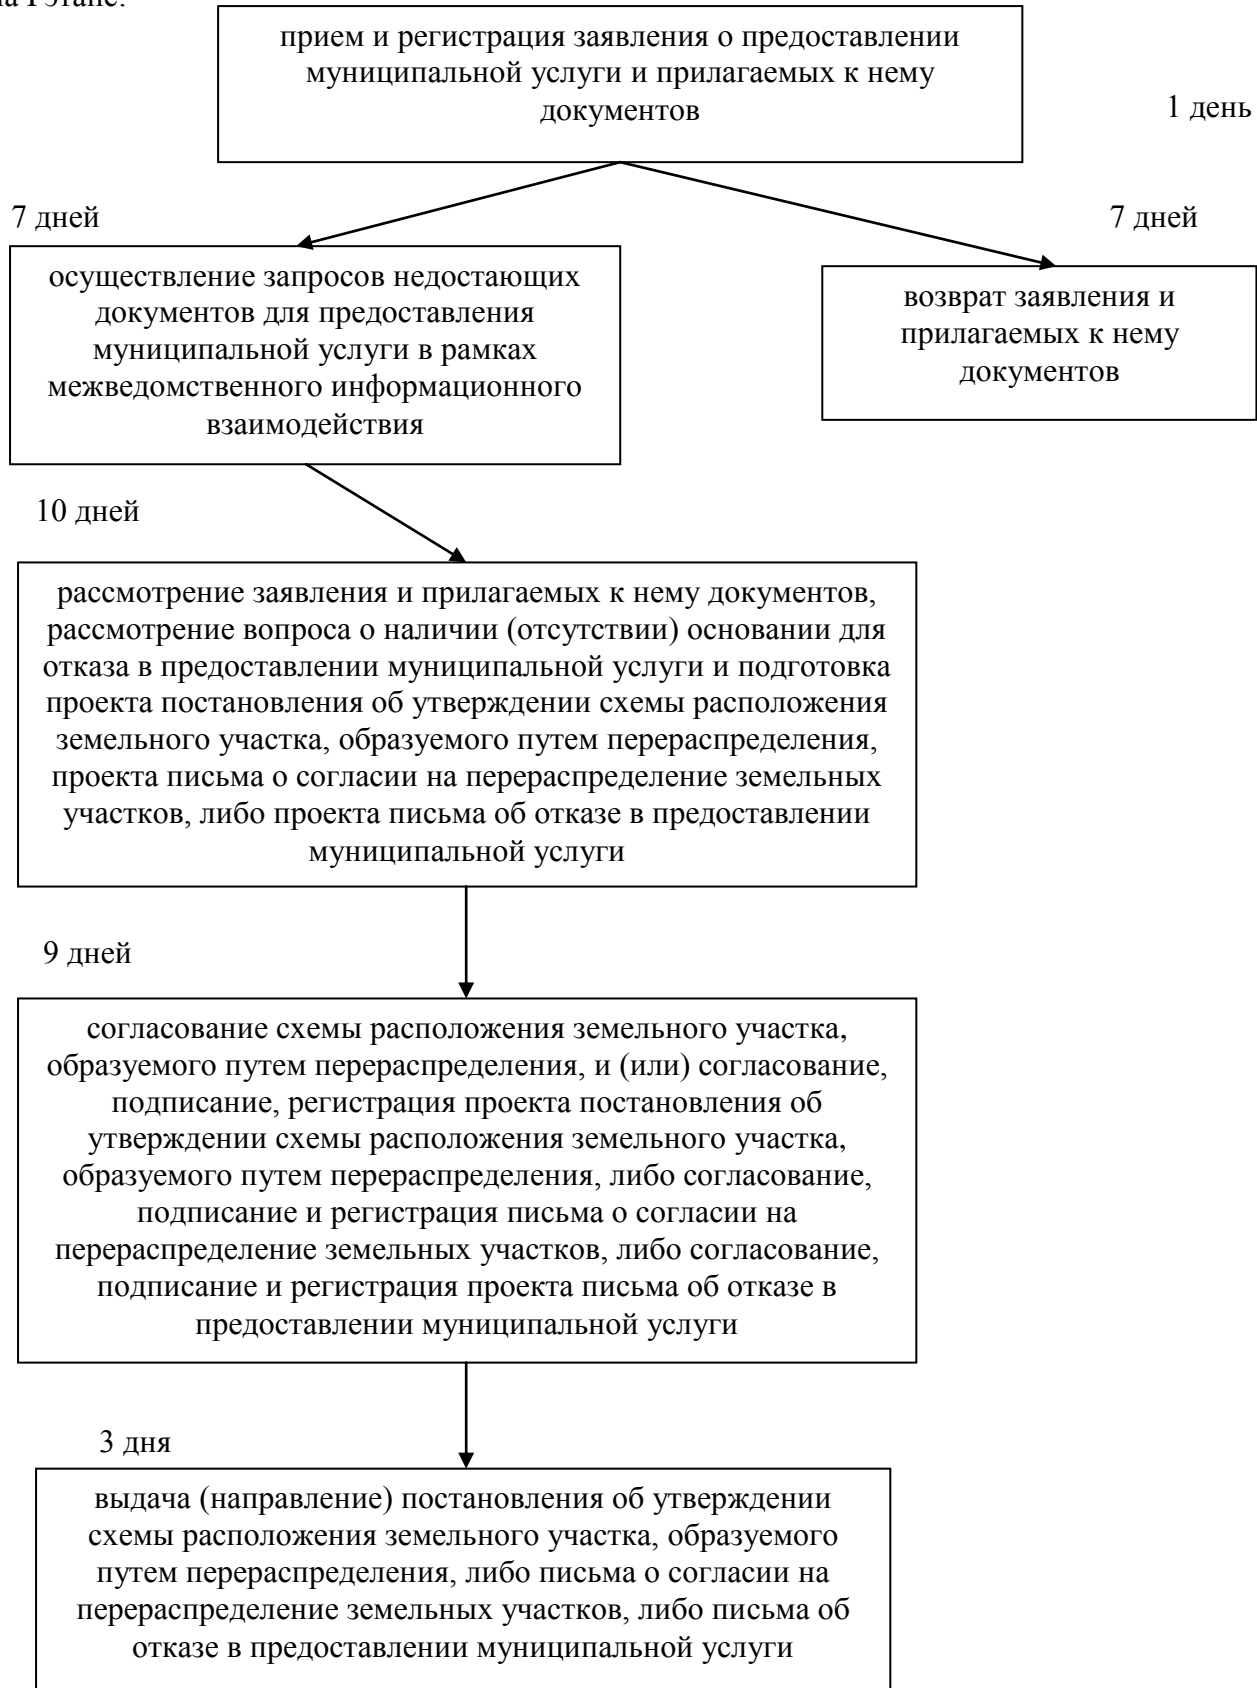 на I этапе:
прием и регистрация заявления о предоставлении
муниципальной услуги и прилагаемых к нему
документов
1 день
7 дней
7 дней
осуществление запросов недостающих
документов для предоставления
муниципальной услуги в рамках
межведомственного информационного
взаимодействия
возврат заявления и
прилагаемых к нему
документов
10 дней
рассмотрение заявления и прилагаемых к нему документов,
рассмотрение вопроса о наличии (отсутствии) основании для
отказа в предоставлении муниципальной услуги и подготовка
проекта постановления об утверждении схемы расположения
земельного участка, образуемого путем перераспределения,
проекта письма о согласии на перераспределение земельных
участков, либо проекта письма об отказе в предоставлении
муниципальной услуги
9 дней
согласование схемы расположения земельного участка,
образуемого путем перераспределения, и (или) согласование,
подписание, регистрация проекта постановления об
утверждении схемы расположения земельного участка,
образуемого путем перераспределения, либо согласование,
подписание и регистрация письма о согласии на
перераспределение земельных участков, либо согласование,
подписание и регистрация проекта письма об отказе в
предоставлении муниципальной услуги
3 дня
выдача (направление) постановления об утверждении
схемы расположения земельного участка, образуемого
путем перераспределения, либо письма о согласии на
перераспределение земельных участков, либо письма об
отказе в предоставлении муниципальной услуги